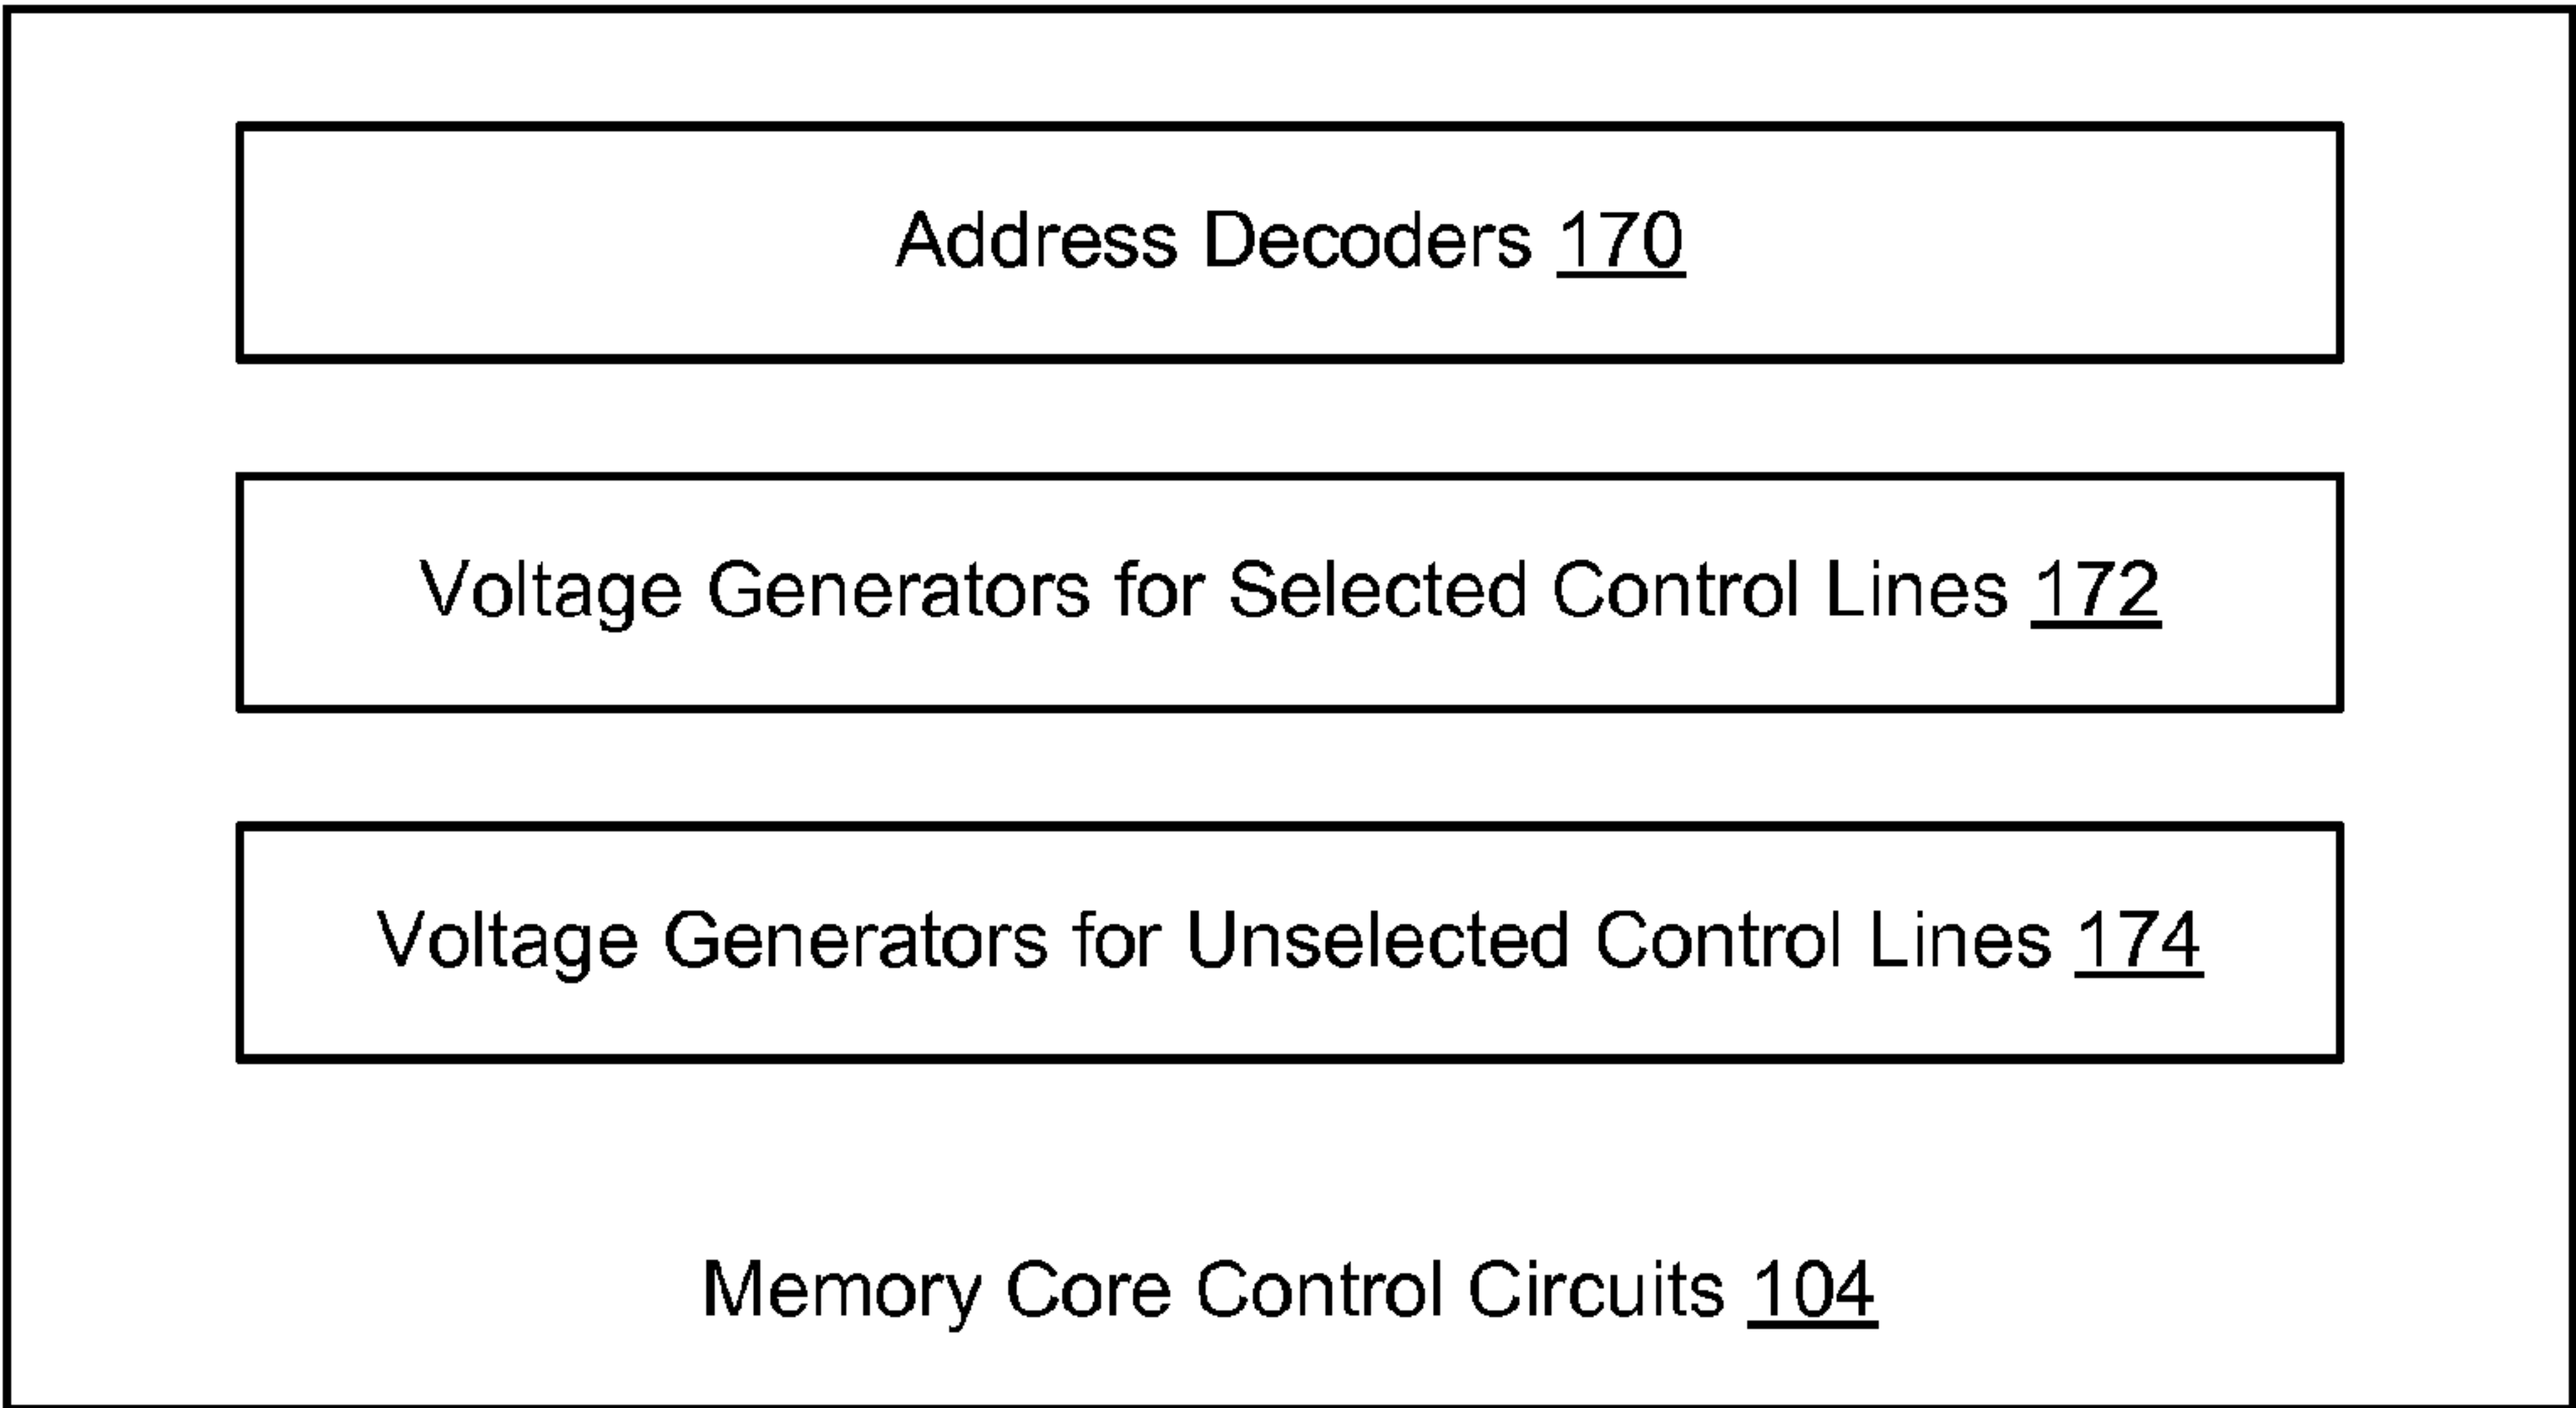 Address Decoders 170
Voltage Generators for Selected Control Lines 172
Voltage Generators for Unselected Control Lines 174
Memory Core Control Circuits 104